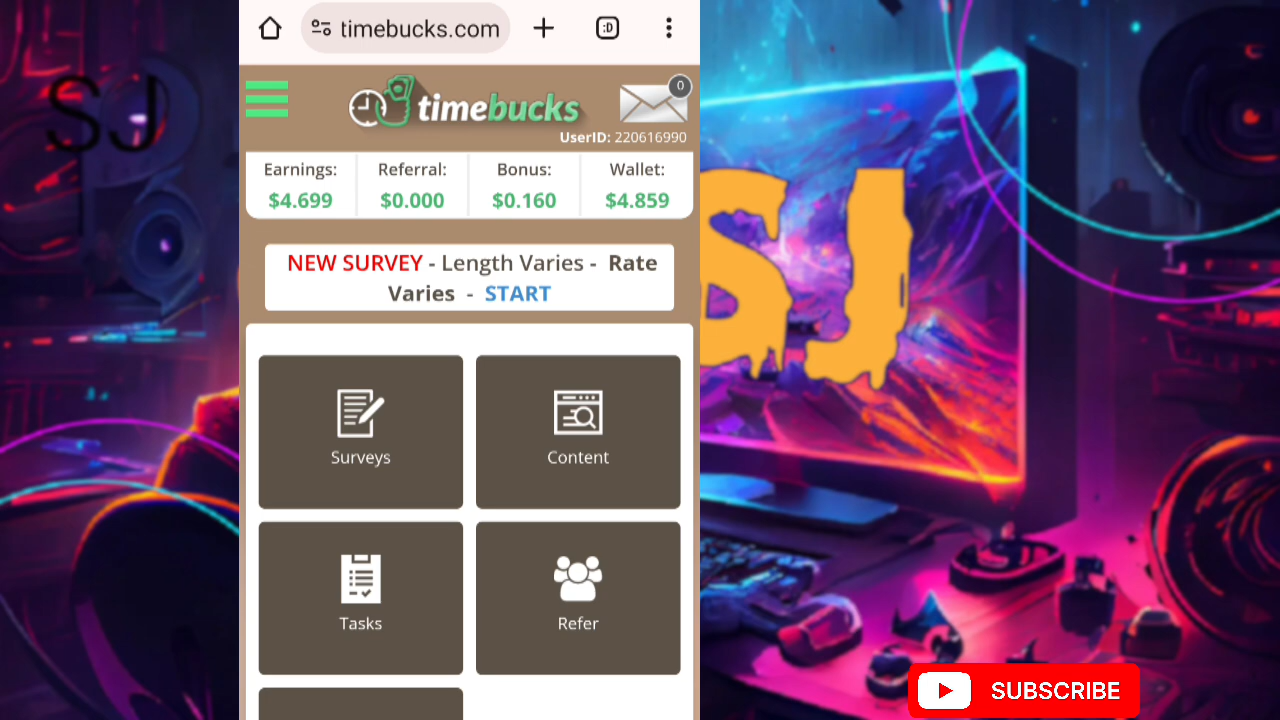 SJ
timebucks.com
:D
timebucks
0
UserID: 220616990
Earnings: Referral: Bonus: Wallet:
$4.699 $0.000 $0.160 $4.859
NEW SURVEY - Length Varies - Rate
Varies - START
SJ
Surveys Content
Tasks Refer
SUBSCRIBE